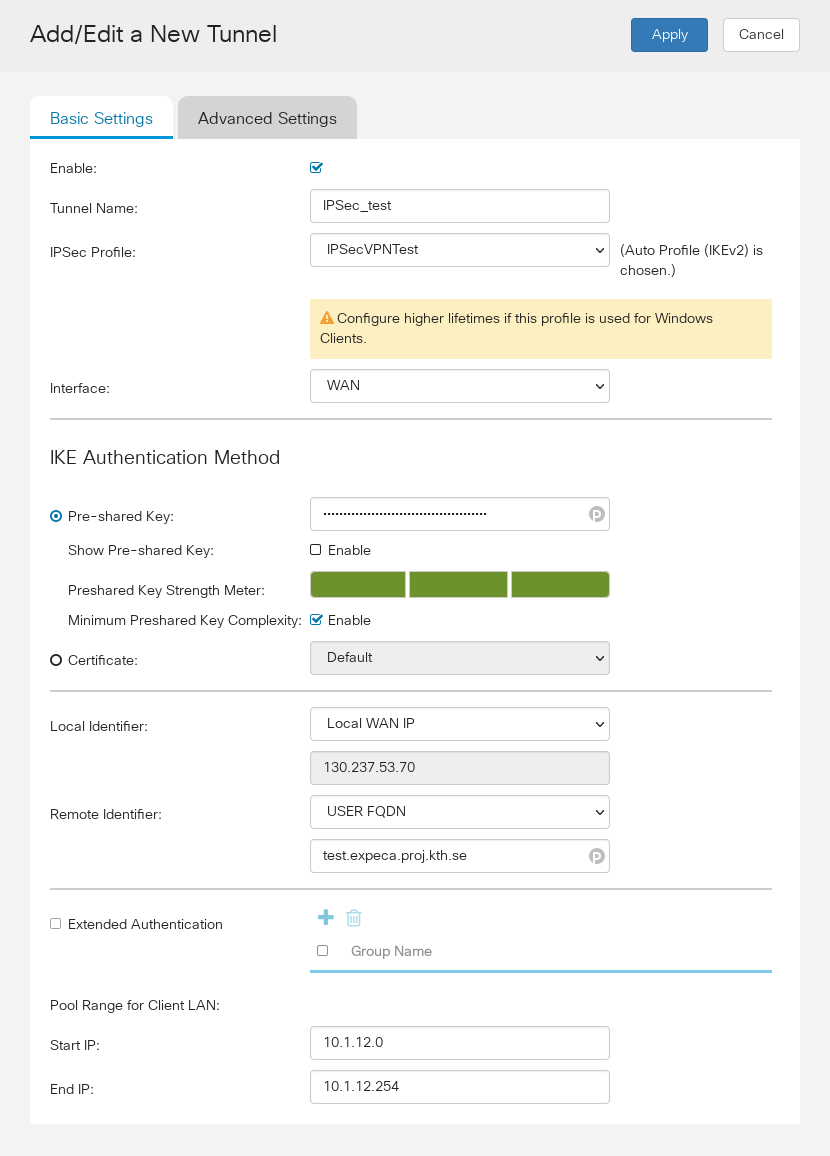 Add/Edit a New Tunnel
Apply
Cancel
Basic Settings
Advanced Settings
Enable:
Tunnel Name:
IPSec_test
IPSec Profile:
IPSecVPNTest
(Auto Profile (IKEv2) is
chosen.)
Configure higher lifetimes if this profile is used for Windows
Clients.
Interface:
WAN
IKE Authentication Method
Pre-shared Key:
Show Pre-shared Key:
Enable
Preshared Key Strength Meter:
Minimum Preshared Key Complexity:
Enable
Certificate:
Default
Local Identifier:
Local WAN IP
130.237.53.70
Remote Identifier:
USER FQDN
test.expeca.proj.kth.se
Extended Authentication
Group Name
Pool Range for Client LAN:
Start IP:
10.1.12.0
End IP:
10.1.12.254